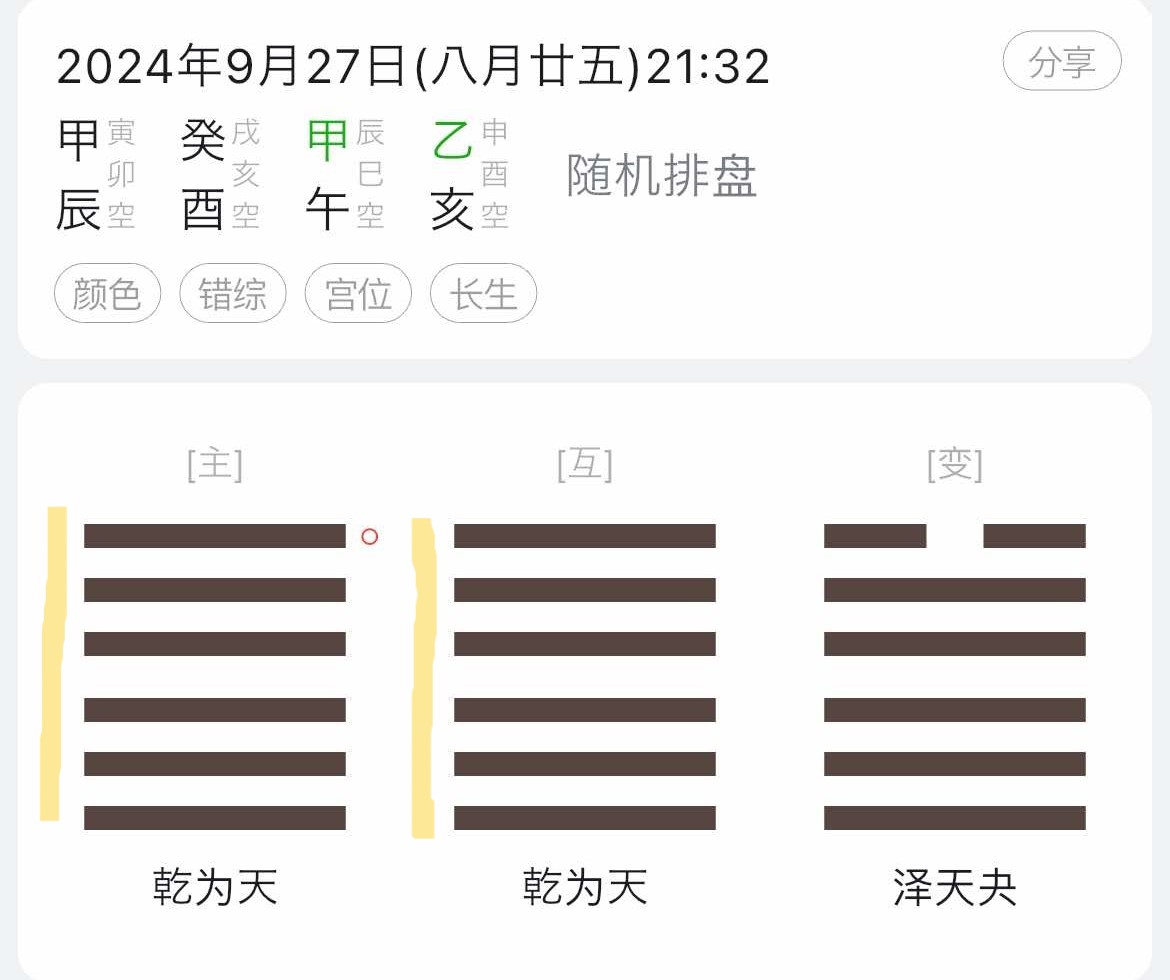 2024年9月27日(八月廿五)21:32
分享
甲 寅 癸 戌 甲 辰 乙 申
卯 亥 巳 酉
随机排盘
辰 空 酉 空 午 空 亥 空
颜色 错综 宫位 长生
[主] [互] [变]
乾为天 乾为天 泽天夬